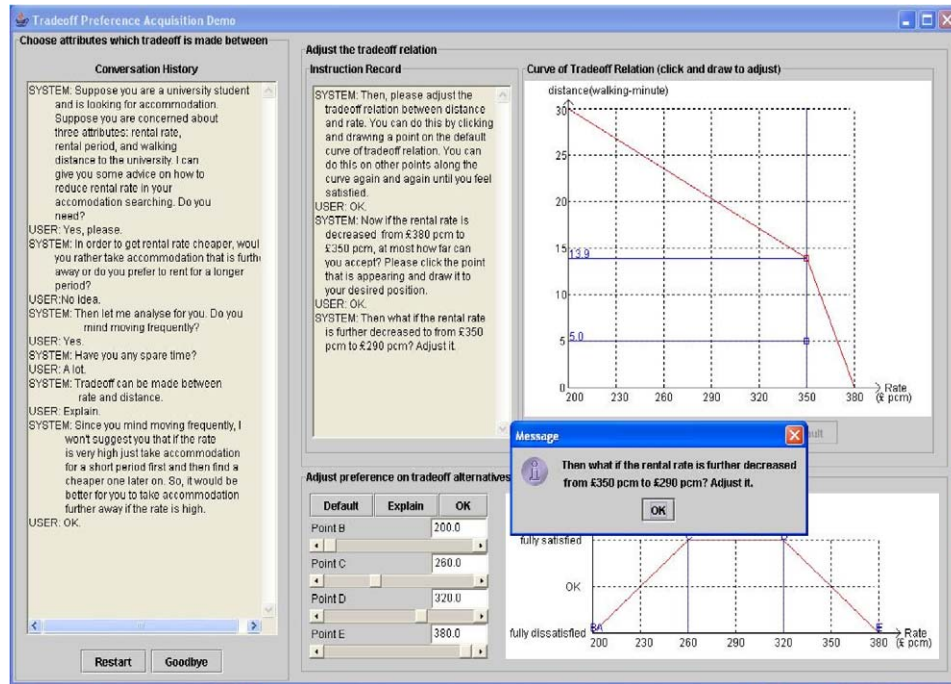 Tradeoff Preference Acquisition Demo
Choose attributes which tradeoff is made between
Conversation History
SYSTEM: Suppose you are a university student
and is looking for accommodation.
Suppose you are concerned about
three attributes: rental rate,
rental period, and walking
distance to the university. I can
give you some advice on how to
reduce rental rate in your
accomodation searching. Do you
need?
USER: Yes, please.
SYSTEM: In order to get rental rate cheaper, woul
you rather take accommodation that is furthe
away or do you prefer to rent for a longer
period?
USER:No idea.
SYSTEM: Then let me analyse for you. Do you
mind moving frequently?
USER: Yes.
SYSTEM: Have you any spare time?
USER: A lot.
SYSTEM: Tradeoff can be made between
rate and distance.
USER: Explain.
SYSTEM: Since you mind moving frequently, I
won't suggest you that if the rate
is very high just take accommodation
for a short period first and then find a
cheaper one later on. So, it would be
better for you to take accommodation
further away if the rate is high.
USER: OK.
Restart Goodbye
Adjust the tradeoff relation
Instruction Record
SYSTEM: Then, please adjust the
tradeoff relation between distance
and rate. You can do this by clicking
and drawing a point on the default
curve of tradeoff relation. You can
do this on other points along the
curve again and again until you feel
satisfied.
USER: OK.
SYSTEM: Now if the rental rate is
decreased from £380 pcm to
£350 pcm, at most how far can
you accept? Please click the point
that is appearing and draw it to
your desired position.
USER: OK.
SYSTEM: Then what if the rental rate
is further decreased to from £350
pcm to £290 pcm? Adjust it.
Curve of Tradeoff Relation (click and draw to adjust)
distance(walking-minute)
30
25
20
15
13.9
10
5.0
5
0
200 230 260 290 320 350 380
Rate
(£ pcm)
Message
Then what if the rental rate is further decreased
from £350 pcm to £290 pcm? Adjust it.
OK
Adjust preference on tradeoff alternatives
Default Explain OK
Point B 200.0
Point C 260.0
Point D 320.0
Point E 380.0
fully satisfied
OK
fully dissatisfied
BA
E
200 230 260 290 320 350 380
Rate
(£ pcm)